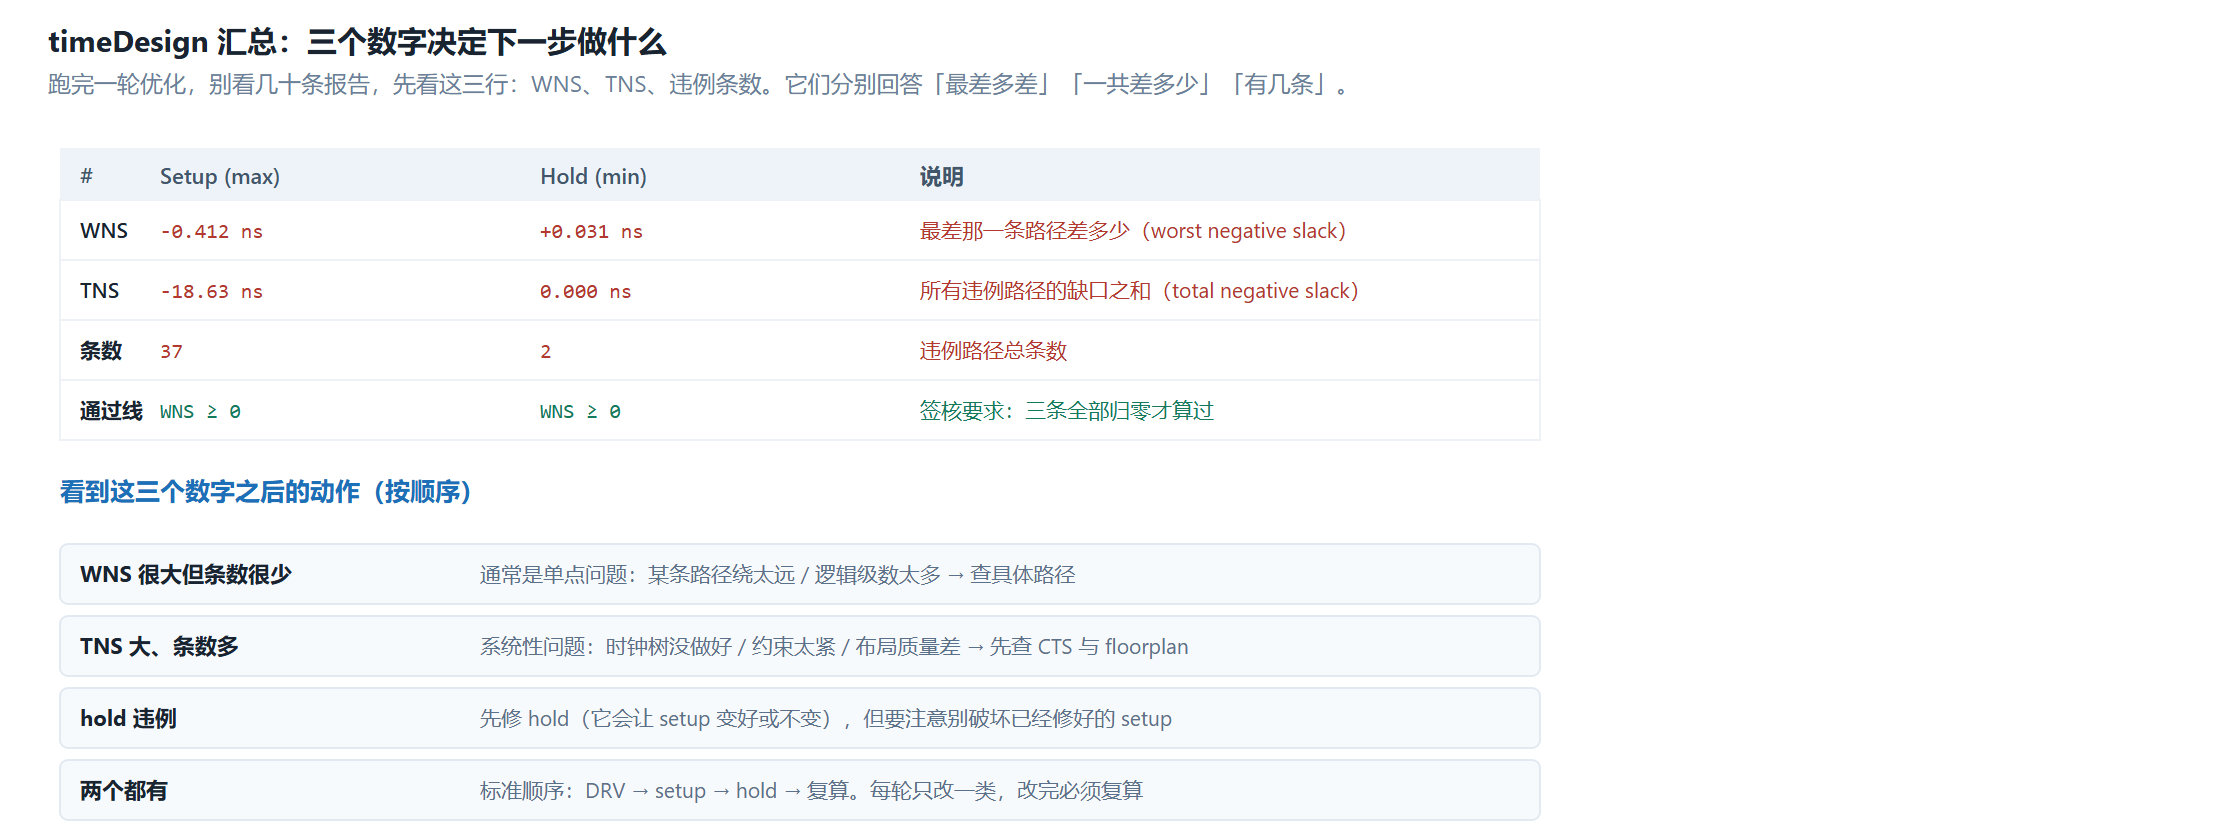 timeDesign 汇总：三个数字决定下一步做什么
跑完一轮优化，别看几十条报告，先看这三行：WNS、TNS、违例条数。它们分别回答「最差多差」「一共差多少」「有几条」。
# Setup (max) Hold (min) 说明
WNS -0.412 ns +0.031 ns 最差那一条路径差多少（worst negative slack）
TNS -18.63 ns 0.000 ns 所有违例路径的缺口之和（total negative slack）
条数 37 2 违例路径总条数
通过线 WNS ≥ 0 WNS ≥ 0 签核要求：三条全部归零才算过
看到这三个数字之后的动作（按顺序）
WNS 很大但条数很少 通常是单点问题：某条路径绕太远 / 逻辑级数太多 → 查具体路径
TNS 大、条数多 系统性问题：时钟树没做好 / 约束太紧 / 布局质量差 → 先查 CTS 与 floorplan
hold 违例 先修 hold（它会让 setup 变好或不变），但要注意别破坏已经修好的 setup
两个都有 标准顺序：DRV → setup → hold → 复算。每轮只改一类，改完必须复算